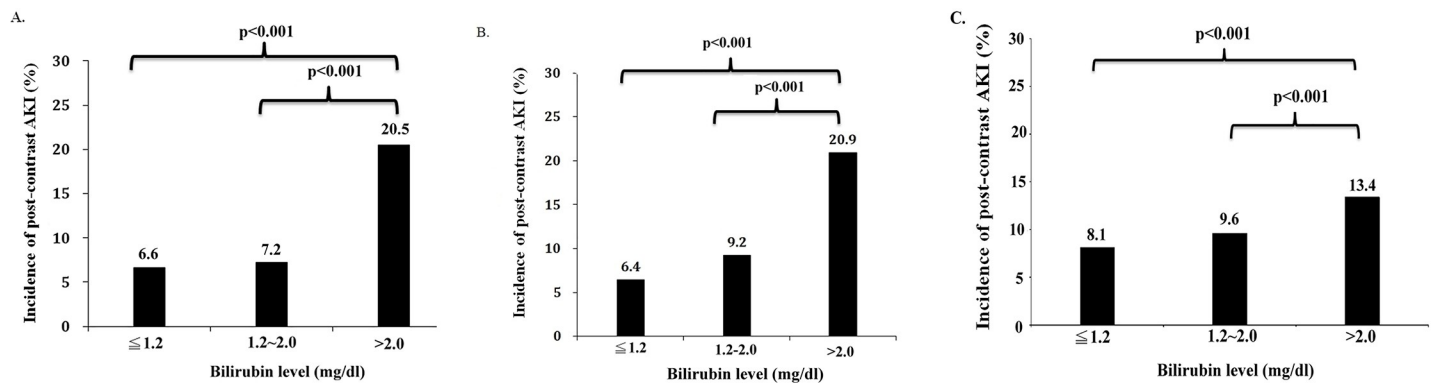 A.
p<0.001
p<0.001
Incidence of post-contrast AKI (%)
30
25
20
15
10
5
0
6.6
7.2
20.5
≦1.2
1.2~2.0
>2.0
Bilirubin level (mg/dl)
B.
p<0.001
p<0.001
Incidence of post-contrast AKI (%)
30
25
20
15
10
5
0
6.4
9.2
20.9
≦1.2
1.2-2.0
>2.0
Bilirubin level (mg/dl)
C.
p<0.001
p<0.001
Incidence of post-contrast AKI (%)
30
25
20
15
10
5
0
8.1
9.6
13.4
≦1.2
1.2~2.0
>2.0
Bilirubin level (mg/dl)